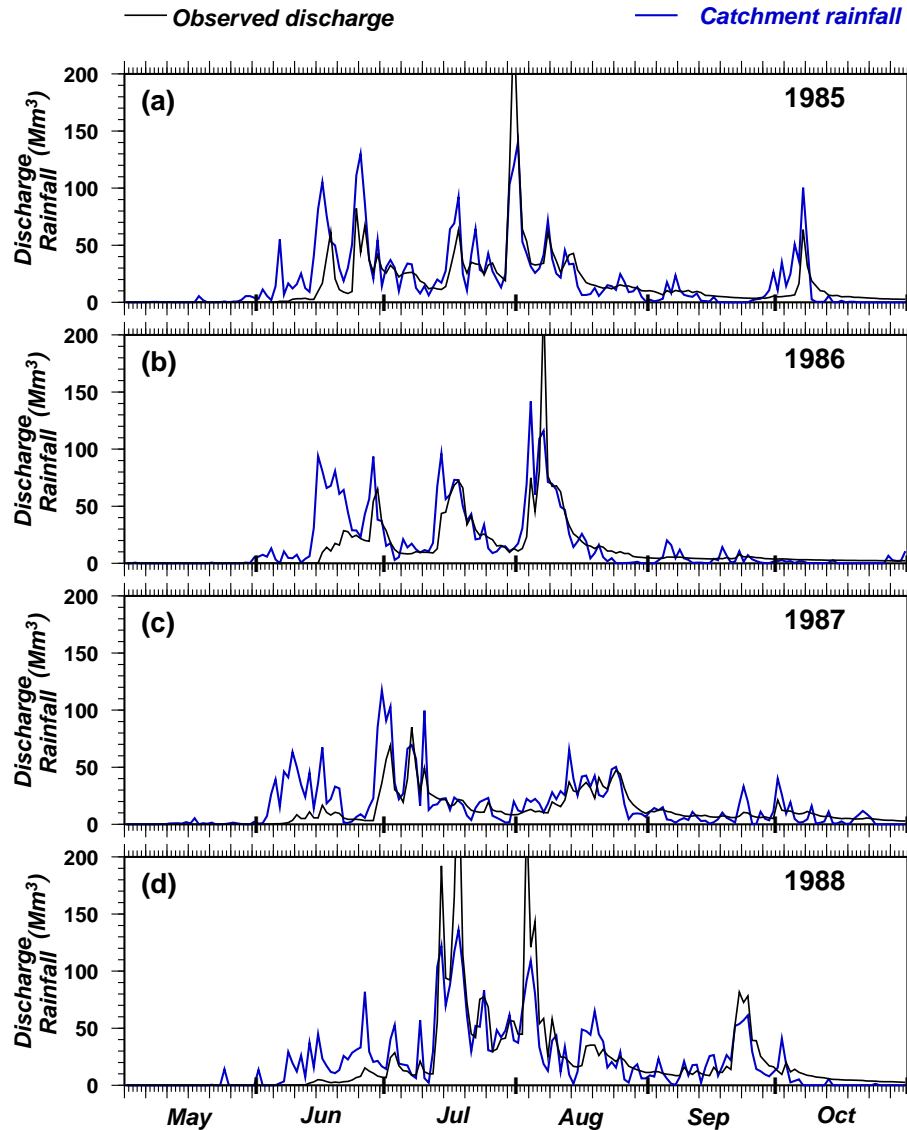 Observed discharge Catchment rainfall
(a) 1985
200
150
100
50
0
Discharge
Rainfall (Mm³)
(b) 1986
200
150
100
50
0
Discharge
Rainfall (Mm³)
(c) 1987
200
150
100
50
0
Discharge
Rainfall (Mm³)
(d) 1988
200
150
100
50
0
Discharge
Rainfall (Mm³)
May Jun Jul Aug Sep Oct